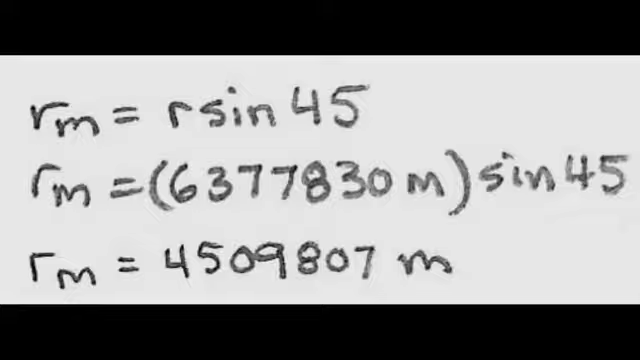 rm = r sin 45
rm = (6377830 m) sin 45
rm = 4509807 m